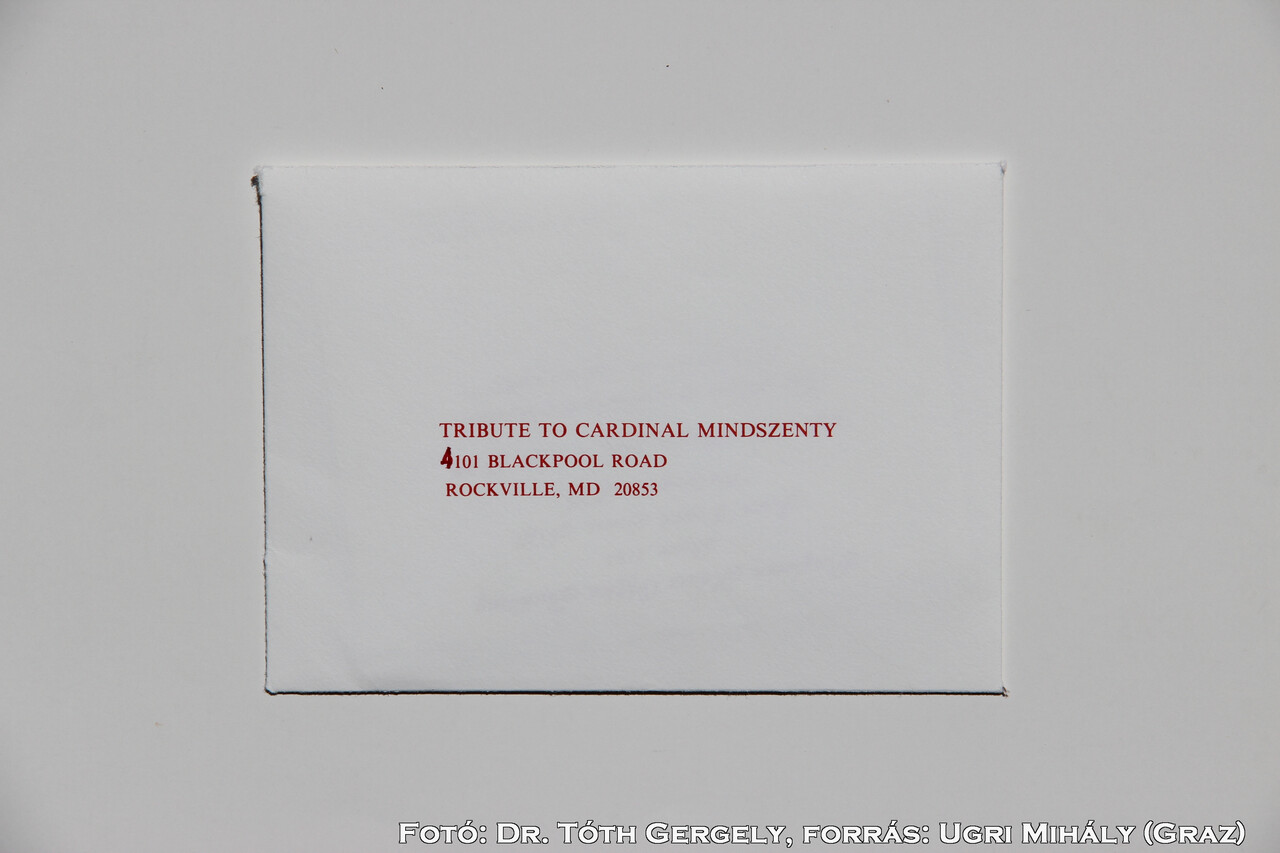 TRIBUTE TO CARDINAL MINDSZENTY
4101 BLACKPOOL ROAD
ROCKVILLE, MD 20853
Fotó: Dr. Tóth Gergely, forrás: Ugri Mihály (Graz)